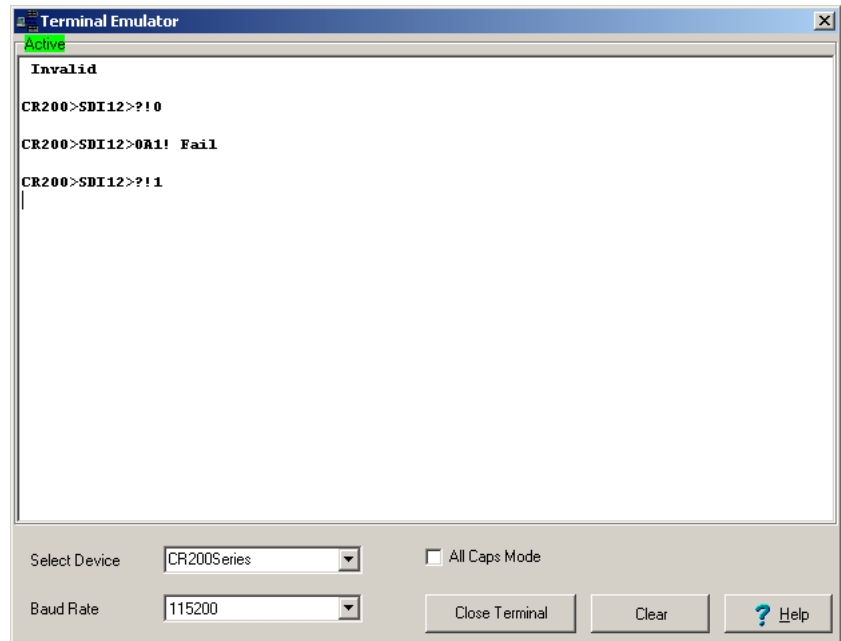 Terminal Emulator
Active
Invalid
CR200>SDI12>?!0
CR200>SDI12>0A1! Fail
CR200>SDI12>?!1
Select Device
CR200Series
All Caps Mode
Baud Rate
115200
Close Terminal
Clear
? Help